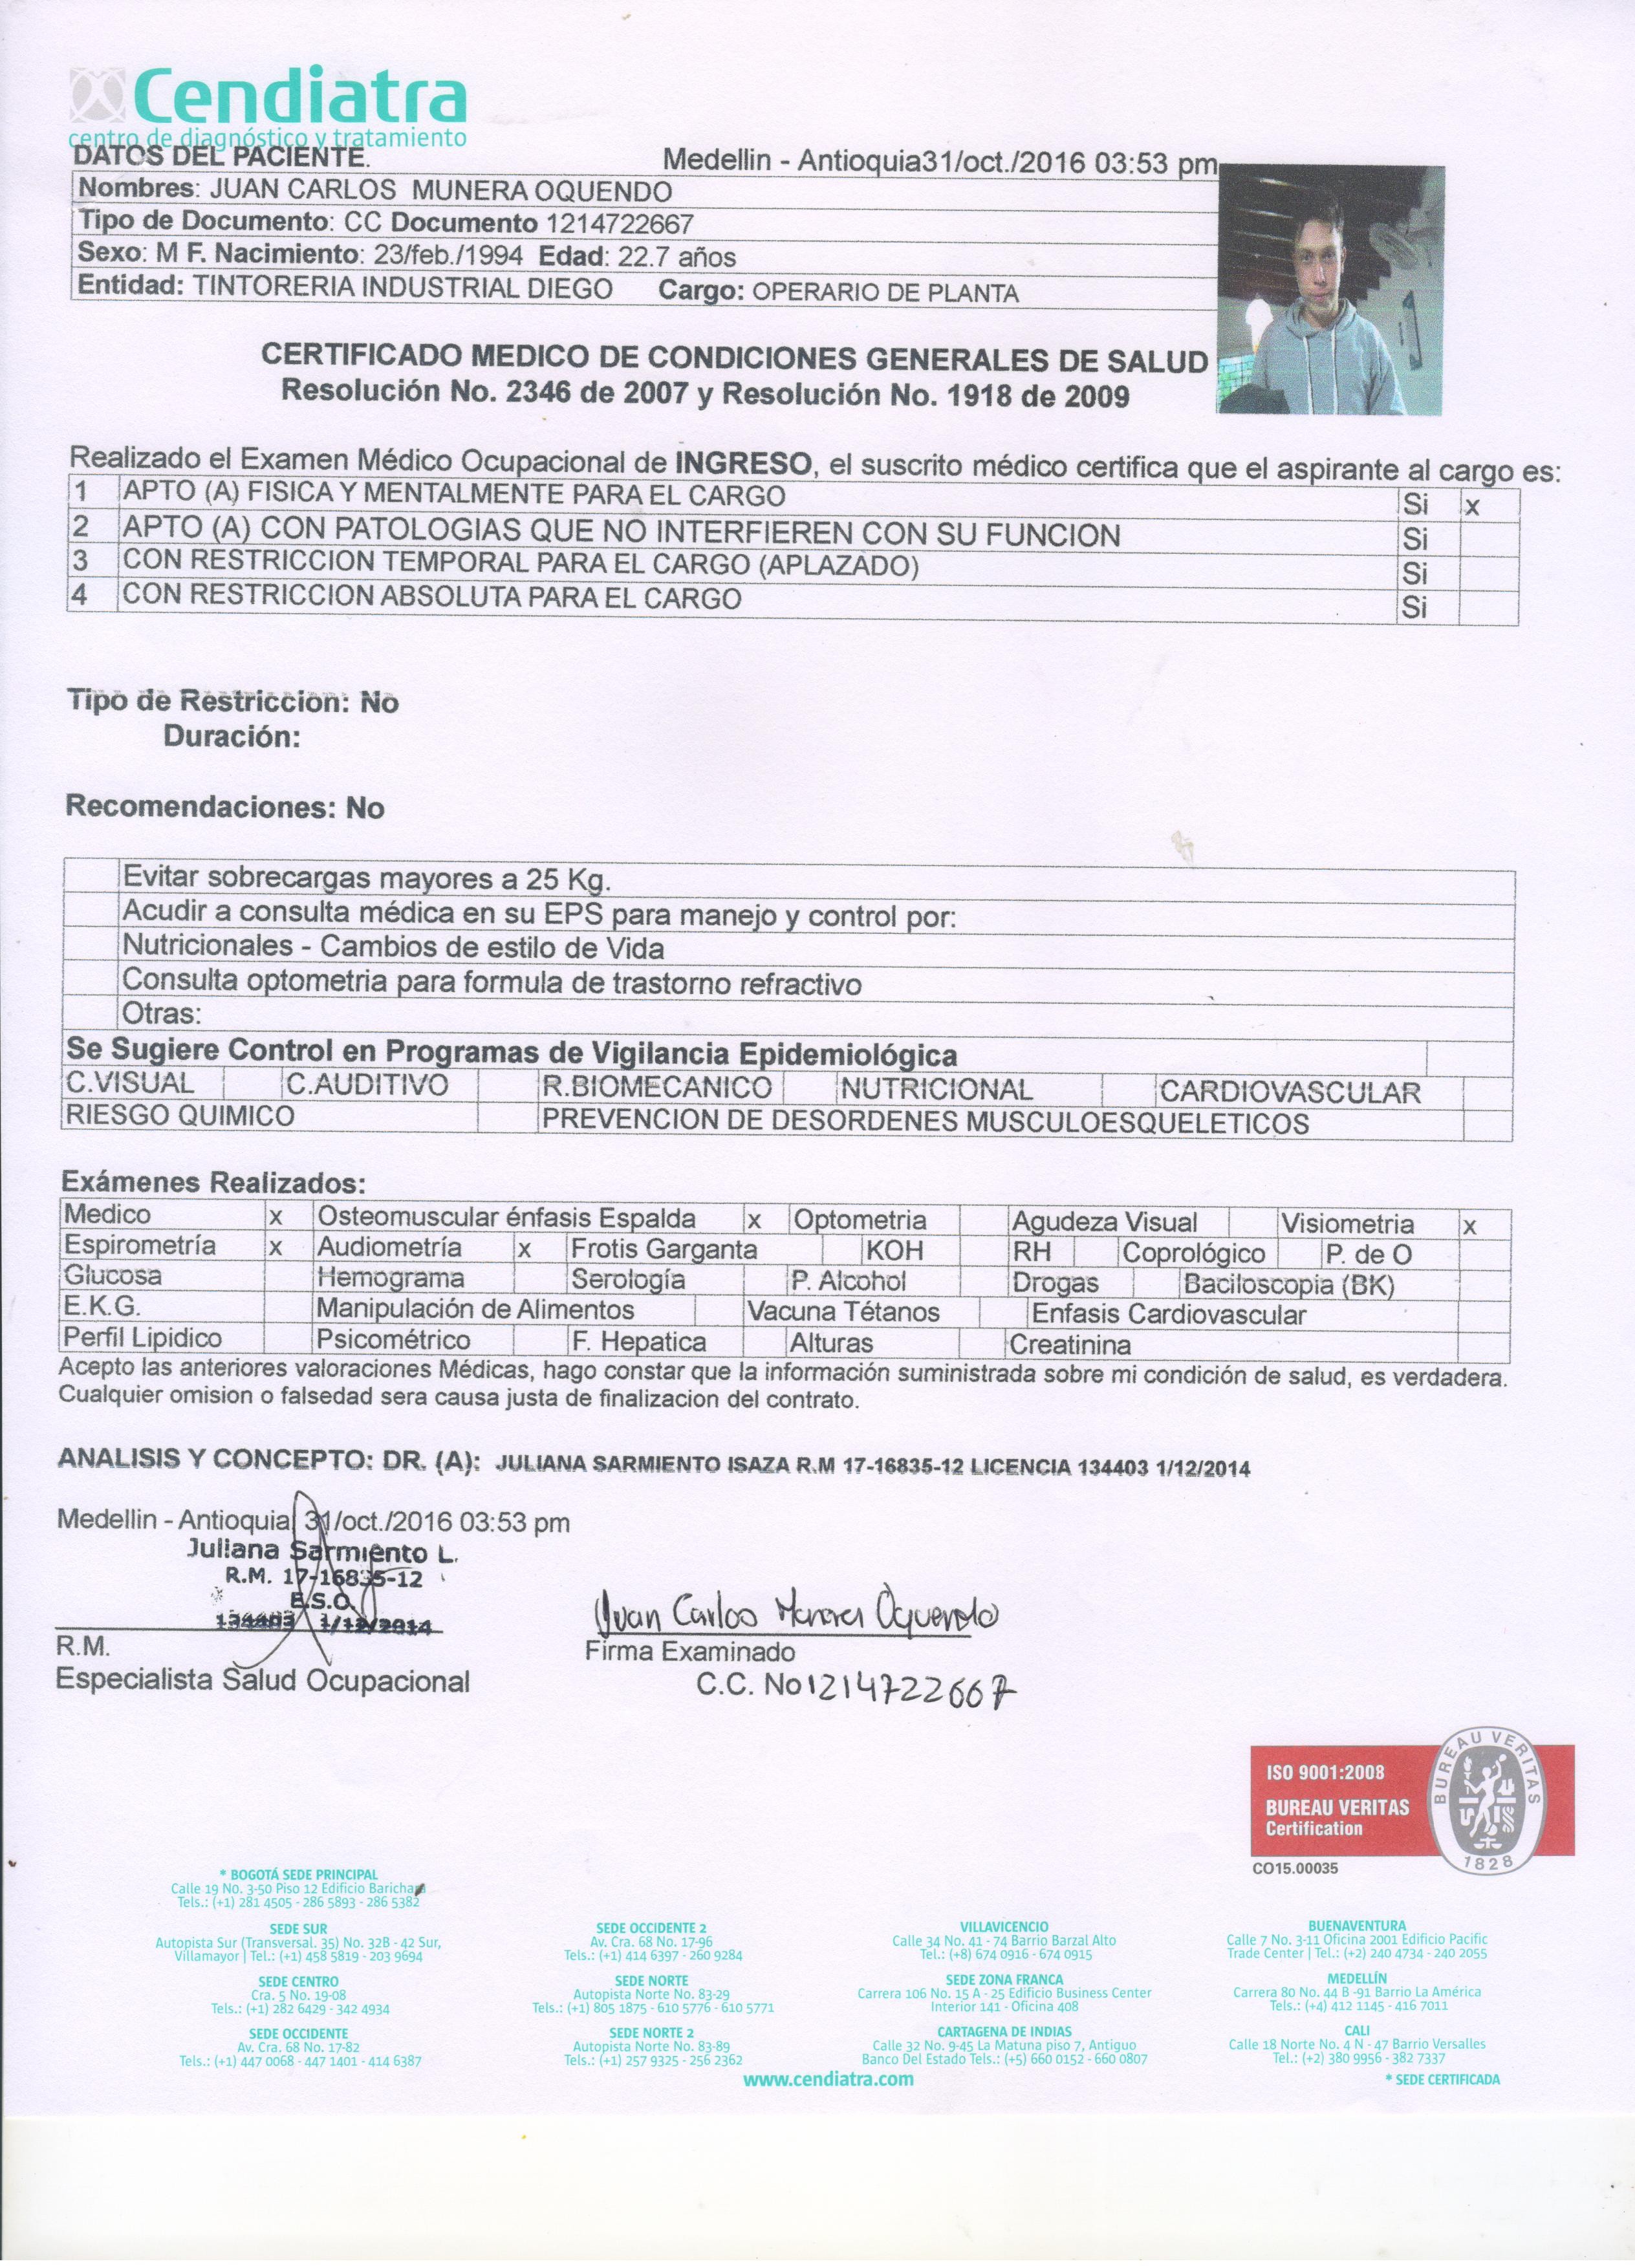 Cendiatra
centro de diagnóstico y tratamiento
DATOS DEL PACIENTE.
Medellin - Antioquia31/oct./2016 03:53 pm
Nombres: JUAN CARLOS MUNERA OQUENDO
Tipo de Documento: CC Documento 1214722667
Sexo: M F. Nacimiento: 23/feb./1994 Edad: 22.7 años
Entidad: TINTORERIA INDUSTRIAL DIEGO Cargo: OPERARIO DE PLANTA
CERTIFICADO MEDICO DE CONDICIONES GENERALES DE SALUD
Resolución No. 2346 de 2007 y Resolución No. 1918 de 2009
Realizado el Examen Médico Ocupacional de INGRESO, el suscrito médico certifica que el aspirante al cargo es:
1 APTO (A) FISICA Y MENTALMENTE PARA EL CARGO Si x
2 APTO (A) CON PATOLOGIAS QUE NO INTERFIEREN CON SU FUNCION Si
3 CON RESTRICCION TEMPORAL PARA EL CARGO (APLAZADO) Si
4 CON RESTRICCION ABSOLUTA PARA EL CARGO Si
Tipo de Restriccion: No
Duración:
Recomendaciones: No
Evitar sobrecargas mayores a 25 Kg.
Acudir a consulta médica en su EPS para manejo y control por:
Nutricionales - Cambios de estilo de Vida
Consulta optometria para formula de trastorno refractivo
Otras:
Se Sugiere Control en Programas de Vigilancia Epidemiológica
C.VISUAL C.AUDITIVO R.BIOMECANICO NUTRICIONAL CARDIOVASCULAR
RIESGO QUIMICO PREVENCION DE DESORDENES MUSCULOESQUELETICOS
Exámenes Realizados:
Medico x Osteomuscular énfasis Espalda x Optometria Agudeza Visual Visiometria x
Espirometría x Audiometría x Frotis Garganta KOH RH Coprológico P. de O
Glucosa Hemograma Serología P. Alcohol Drogas Baciloscopia (BK)
E.K.G. Manipulación de Alimentos Vacuna Tétanos Enfasis Cardiovascular
Perfil Lipidico Psicométrico F. Hepatica Alturas Creatinina
Acepto las anteriores valoraciones Médicas, hago constar que la información suministrada sobre mi condición de salud, es verdadera.
Cualquier omision o falsedad sera causa justa de finalizacion del contrato.
ANALISIS Y CONCEPTO: DR. (A): JULIANA SARMIENTO ISAZA R.M 17-16835-12 LICENCIA 134403 1/12/2014
Medellin - Antioquia 31/oct./2016 03:53 pm
Juliana Sarmiento L.
R.M. 17-16835-12
E.S.O.
134403 1/12/2014
R.M.
Especialista Salud Ocupacional
Juan Carlos Munera Oquendo
Firma Examinado
C.C. No 1214722667
ISO 9001:2008
BUREAU VERITAS
Certification
BUREAU VERITAS
1828
CO15.00035
* BOGOTÁ SEDE PRINCIPAL
Calle 19 No. 3-50 Piso 12 Edificio Barichara
Tels.: (+1) 281 4505 - 286 5893 - 286 5382
SEDE SUR
Autopista Sur (Transversal. 35) No. 32B - 42 Sur,
Villamayor | Tel.: (+1) 458 5819 - 203 9694
SEDE CENTRO
Cra. 5 No. 19-08
Tels.: (+1) 282 6429 - 342 4934
SEDE OCCIDENTE
Av. Cra. 68 No. 17-82
Tels.: (+1) 447 0068 - 447 1401 - 414 6387
SEDE OCCIDENTE 2
Av. Cra. 68 No. 17-96
Tels.: (+1) 414 6397 - 260 9284
SEDE NORTE
Autopista Norte No. 83-29
Tels.: (+1) 805 1875 - 610 5776 - 610 5771
SEDE NORTE 2
Autopista Norte No. 83-89
Tels.: (+1) 257 9325 - 256 2362
VILLAVICENCIO
Calle 34 No. 41 - 74 Barrio Barzal Alto
Tel.: (+8) 674 0916 - 674 0915
SEDE ZONA FRANCA
Carrera 106 No. 15 A - 25 Edificio Business Center
Interior 141 - Oficina 408
CARTAGENA DE INDIAS
Calle 32 No. 9-45 La Matuna piso 7, Antiguo
Banco Del Estado Tels.: (+5) 660 0152 - 660 0807
BUENAVENTURA
Calle 7 No. 3-11 Oficina 2001 Edificio Pacific
Trade Center | Tel.: (+2) 240 4734 - 240 2055
MEDELLÍN
Carrera 80 No. 44 B -91 Barrio La América
Tels.: (+4) 412 1145 - 416 7011
CALI
Calle 18 Norte No. 4 N - 47 Barrio Versalles
Tel.: (+2) 380 9956 - 382 7337
www.cendiatra.com
* SEDE CERTIFICADA